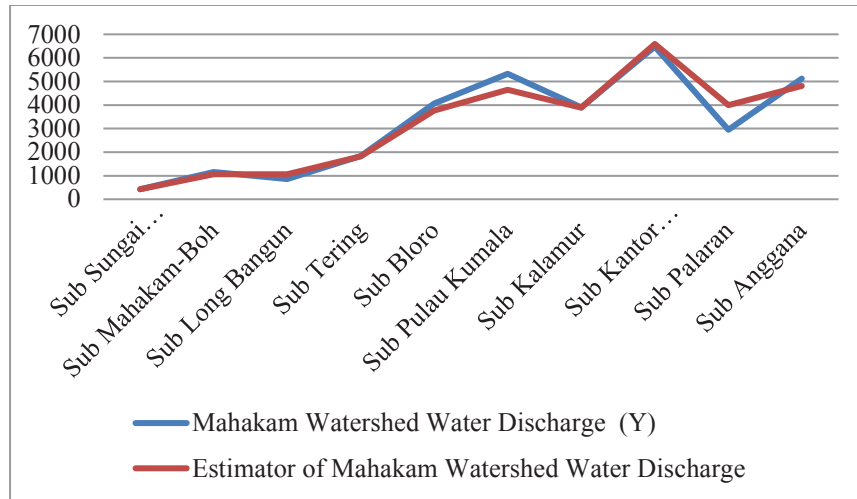 7000
6000
5000
4000
3000
2000
1000
0
Sub Sungai…
Sub Mahakam-Boh
Sub Long Bangun
Sub Tering
Sub Bloro
Sub Pulau Kumala
Sub Kalamur
Sub Kantor…
Sub Palaran
Sub Anggana
Mahakam Watershed Water Discharge (Y)
Estimator of Mahakam Watershed Water Discharge